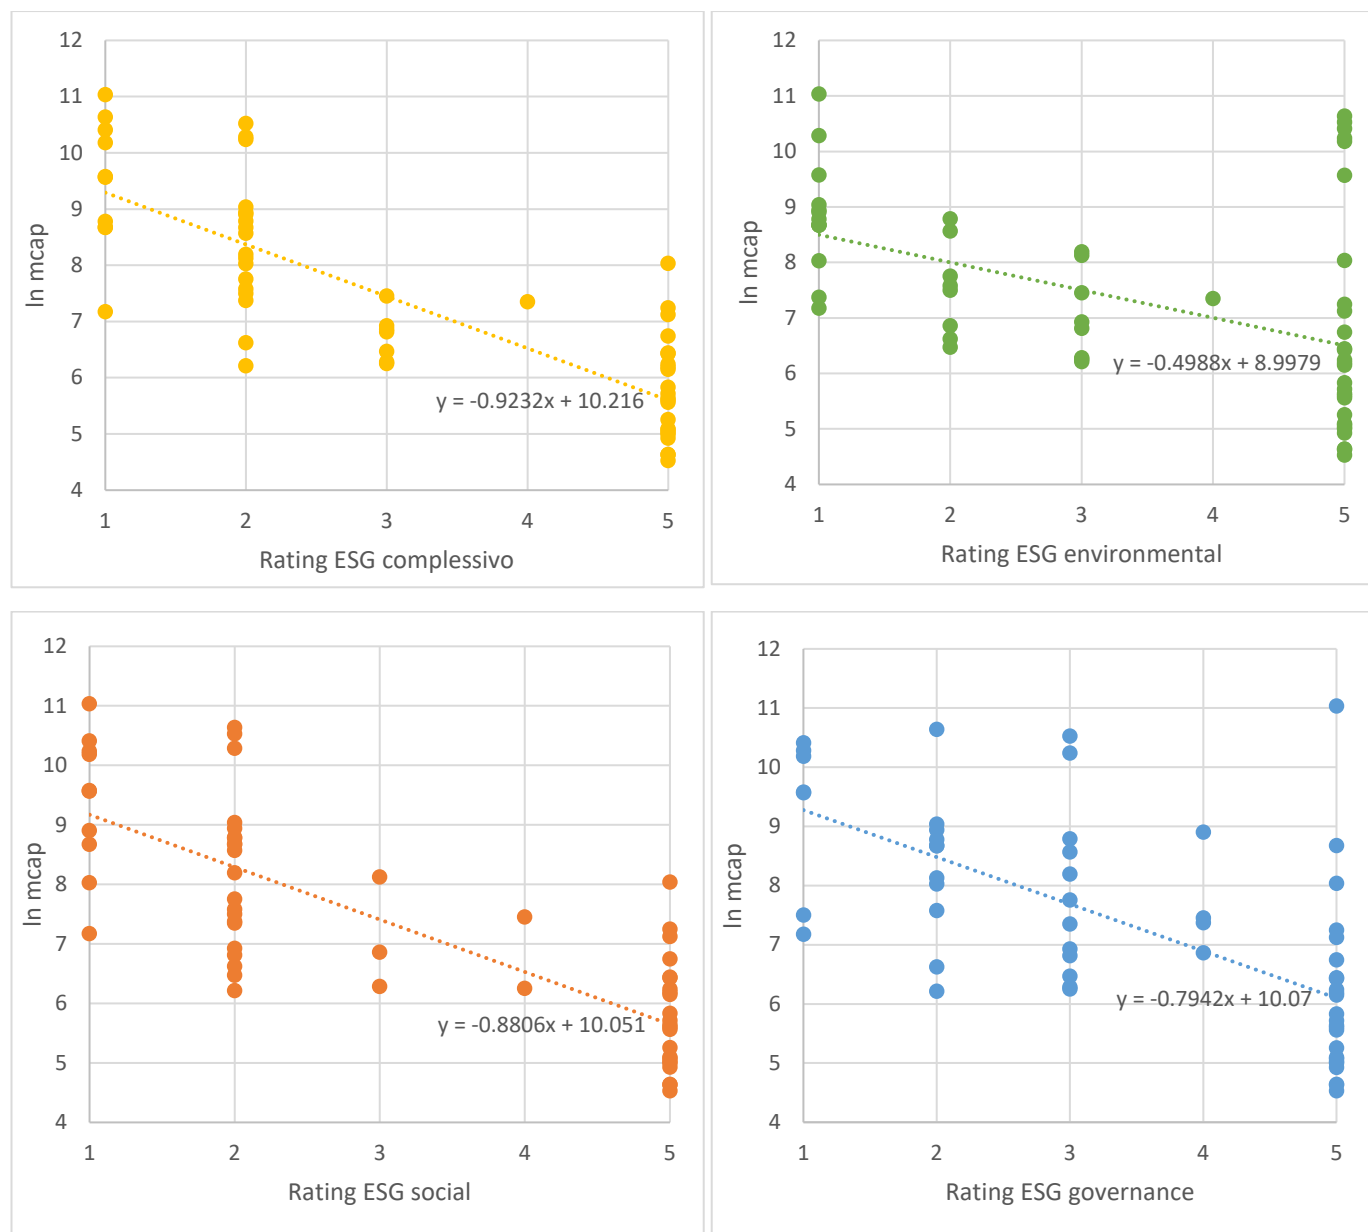 12
11
10
9
8
7
6
5
4
ln mcap
y = -0.9232x + 10.216
1 2 3 4 5
Rating ESG complessivo
12
11
10
9
8
7
6
5
4
ln mcap
y = -0.4988x + 8.9979
1 2 3 4 5
Rating ESG environmental
12
11
10
9
8
7
6
5
4
ln mcap
y = -0.8806x + 10.051
1 2 3 4 5
Rating ESG social
12
11
10
9
8
7
6
5
4
ln mcap
y = -0.7942x + 10.07
1 2 3 4 5
Rating ESG governance